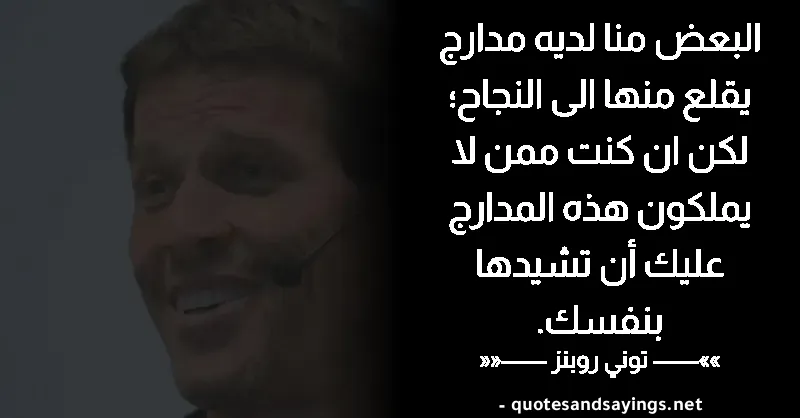 البعض منا لديه مدارج
يقلع منها الى النجاح؛
لكن ان كنت ممن لا
يملكون هذه المدارج
عليك أن تشيدها
بنفسك.
»»—— توني روبنز ——««
- quotesandsayings.net